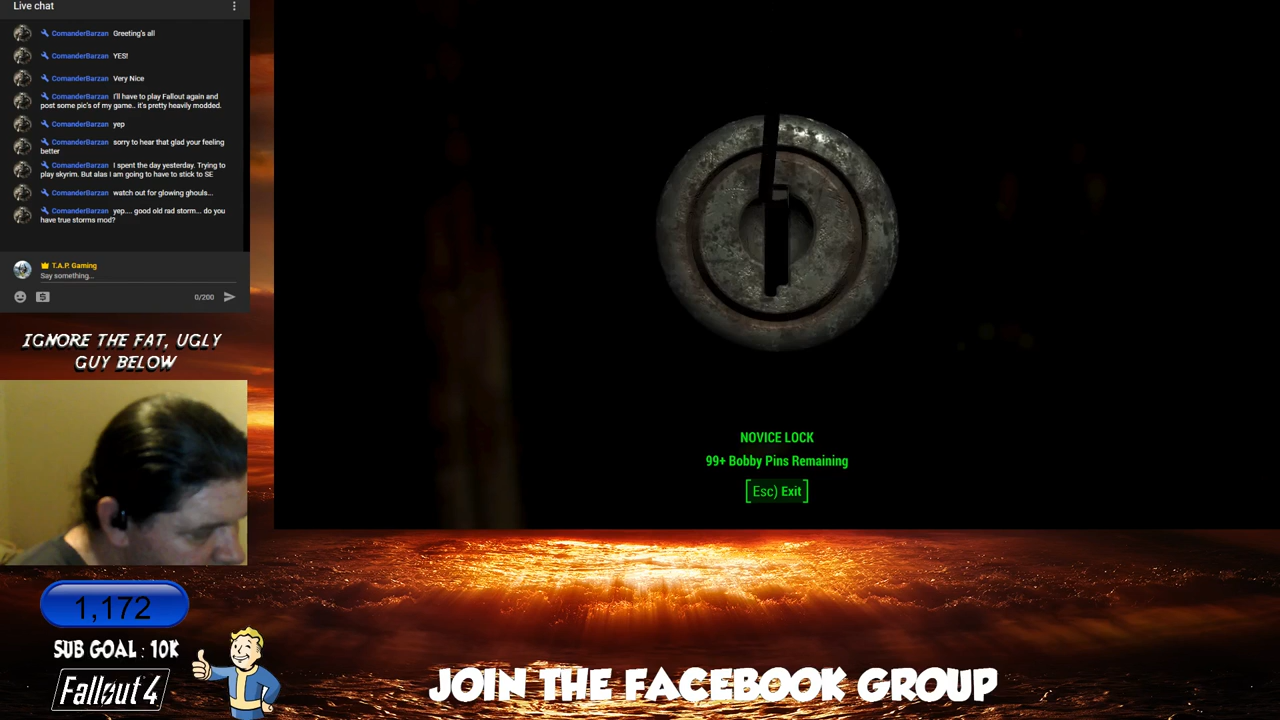 Live chat
ComanderBarzan Greeting's all
ComanderBarzan YES!
ComanderBarzan Very Nice
ComanderBarzan I'll have to play Fallout again and
post some pic's of my game.. it's pretty heavily modded.
ComanderBarzan yep
ComanderBarzan sorry to hear that glad your feeling
better
ComanderBarzan I spent the day yesterday. Trying to
play skyrim. But alas I am going to have to stick to SE
ComanderBarzan watch out for glowing ghouls...
ComanderBarzan yep.... good old rad storm... do you
have true storms mod?
T.A.P. Gaming
Say something...
0/200
IGNORE THE FAT, UGLY
GUY BELOW
NOVICE LOCK
99+ Bobby Pins Remaining
Esc) Exit
1,172
SUB GOAL : 10K
Fallout 4
JOIN THE FACEBOOK GROUP